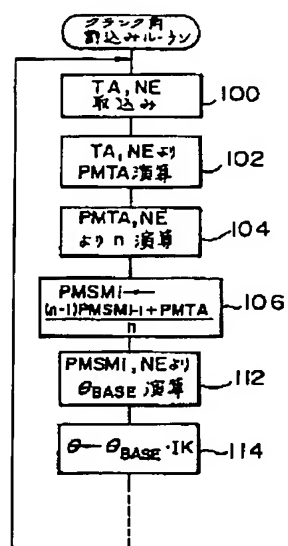 クランク角
割込みルーチン
TA,NE
取込み
100
TA,NEより
PMTA演算
102
PMTA,NE
よりn演算
104
PMSMi←
(n-1)PMSMi-1+PMTA
n
106
PMSMi,NEより
θBASE演算
112
θ←θBASE・IK
114